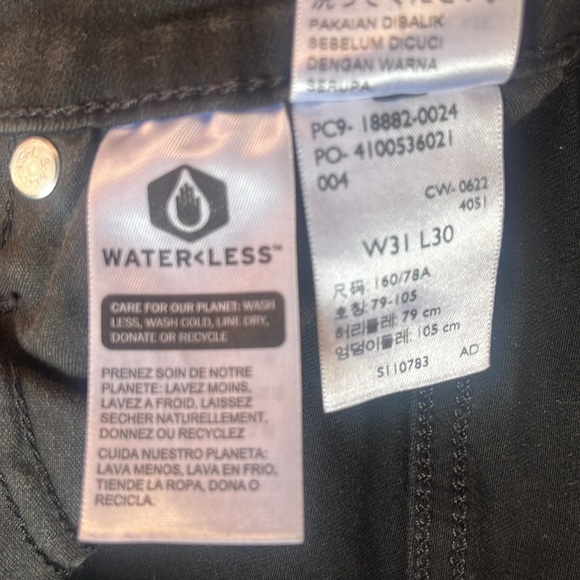 PAKAIAN DIBALIK
SEBELUM DICUCI
DENGAN WARNA
SERUPA
PC9- 18882-0024
PO- 4100536021
004
CW-0622
4051
W31 L30
尺码: 160/78A
호칭: 79-105
허리둘레: 79 cm
엉덩이둘레: 105 cm
S110783 AD
WATER<LESS™
CARE FOR OUR PLANET: WASH
LESS, WASH COLD, LINE DRY,
DONATE OR RECYCLE
PRENEZ SOIN DE NOTRE
PLANETE: LAVEZ MOINS,
LAVEZ A FROID, LAISSEZ
SECHER NATURELLEMENT,
DONNEZ OU RECYCLEZ
CUIDA NUESTRO PLANETA:
LAVA MENOS, LAVA EN FRIO,
TIENDE LA ROPA, DONA O
RECICLA.